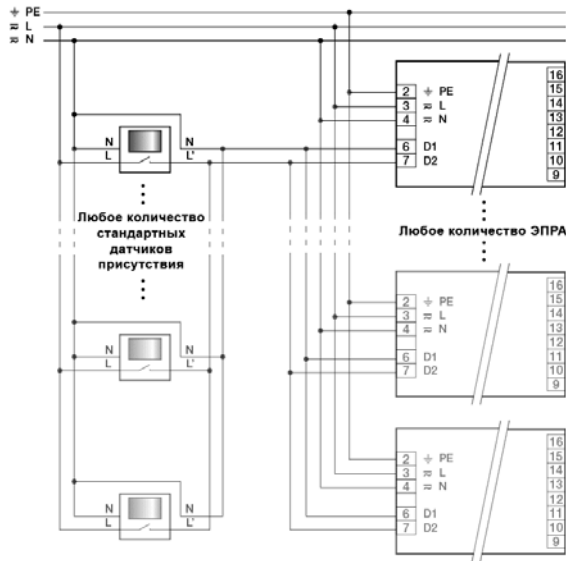 ⏚ PE
≂ L
≂ N
2 ⏚ PE
3 ≂ L
4 ≂ N
6 D1
7 D2
16
15
14
13
12
11
10
9
N N
L L'
Любое количество
стандартных
датчиков
присутствия
Любое количество ЭПРА
2 ⏚ PE
3 ≂ L
4 ≂ N
6 D1
7 D2
16
15
14
13
12
11
10
9
N N
L L'
2 ⏚ PE
3 ≂ L
4 ≂ N
6 D1
7 D2
16
15
14
13
12
11
10
9
N N
L L'